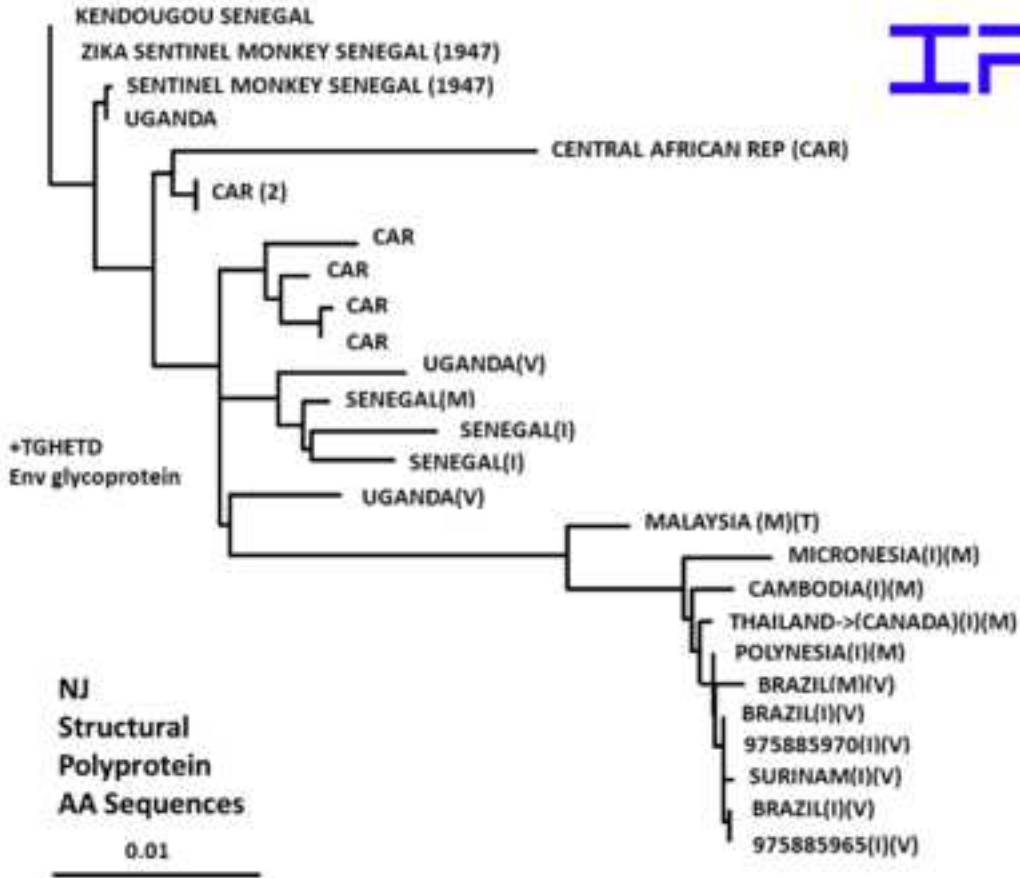 KENDOUGOU SENEGAL
ZIKA SENTINEL MONKEY SENEGAL (1947)
SENTINEL MONKEY SENEGAL (1947)
UGANDA
CENTRAL AFRICAN REP (CAR)
CAR (2)
CAR
CAR
CAR
CAR
UGANDA(V)
SENEGAL(M)
SENEGAL(I)
SENEGAL(I)
+TGHETD
Env glycoprotein
UGANDA(V)
MALAYSIA (M)(T)
MICRONESIA(I)(M)
CAMBODIA(I)(M)
THAILAND->(CANADA)(I)(M)
POLYNESIA(I)(M)
BRAZIL(M)(V)
BRAZIL(I)(V)
975885970(I)(V)
SURINAM(I)(V)
BRAZIL(I)(V)
975885965(I)(V)
NJ
Structural
Polyprotein
AA Sequences
0.01